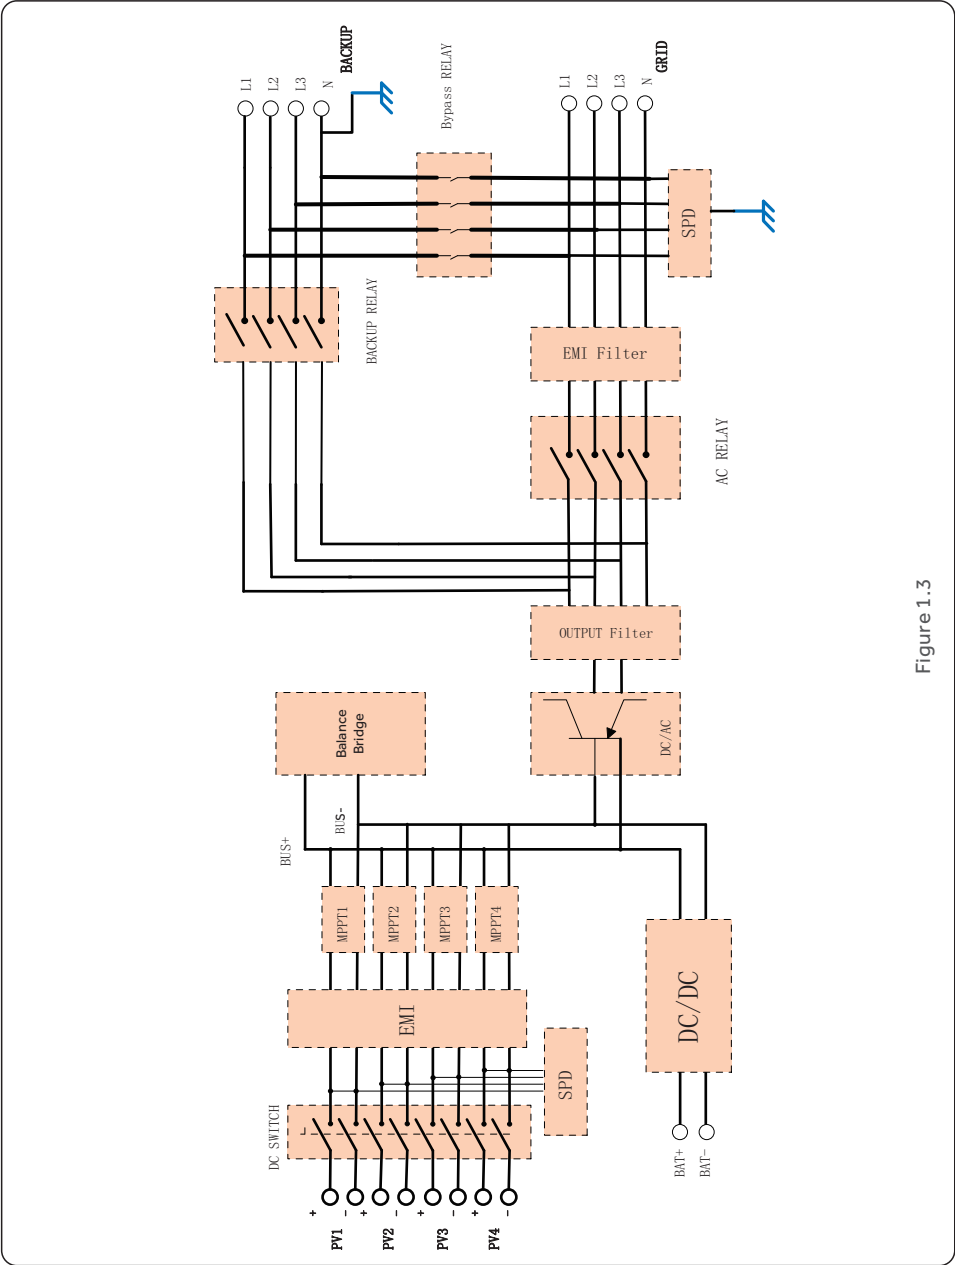 PV1
+
-
PV2
+
-
PV3
+
-
PV4
+
-
DC SWITCH
SPD
EMI
MPPT1
MPPT2
MPPT3
MPPT4
BUS+
BUS-
Balance
Bridge
BAT+
BAT-
DC/DC
DC/AC
OUTPUT Filter
AC RELAY
EMI Filter
BACKUP RELAY
Bypass RELAY
SPD
L1
L2
L3
N
BACKUP
L1
L2
L3
N
GRID
Figure 1.3